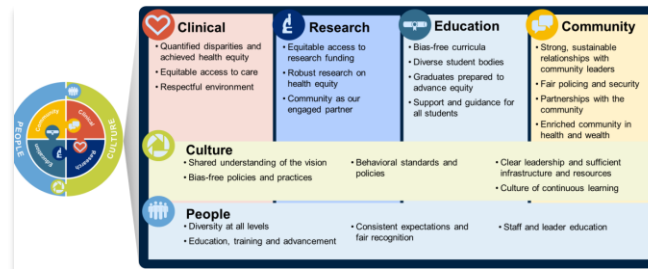 PEOPLE
CULTURE
Community
Clinical
Education
Research
Clinical
• Quantified disparities and
achieved health equity
• Equitable access to care
• Respectful environment
Research
• Equitable access to
research funding
• Robust research on
health equity
• Community as our
engaged partner
Education
• Bias-free curricula
• Diverse student bodies
• Graduates prepared to
advance equity
• Support and guidance for
all students
Community
• Strong, sustainable
relationships with
community leaders
• Fair policing and security
• Partnerships with the
community
• Enriched community in
health and wealth
Culture
• Shared understanding of the vision
• Bias-free policies and practices
• Behavioral standards and
policies
• Clear leadership and sufficient
infrastructure and resources
• Culture of continuous learning
People
• Diversity at all levels
• Education, training and advancement
• Consistent expectations and
fair recognition
• Staff and leader education